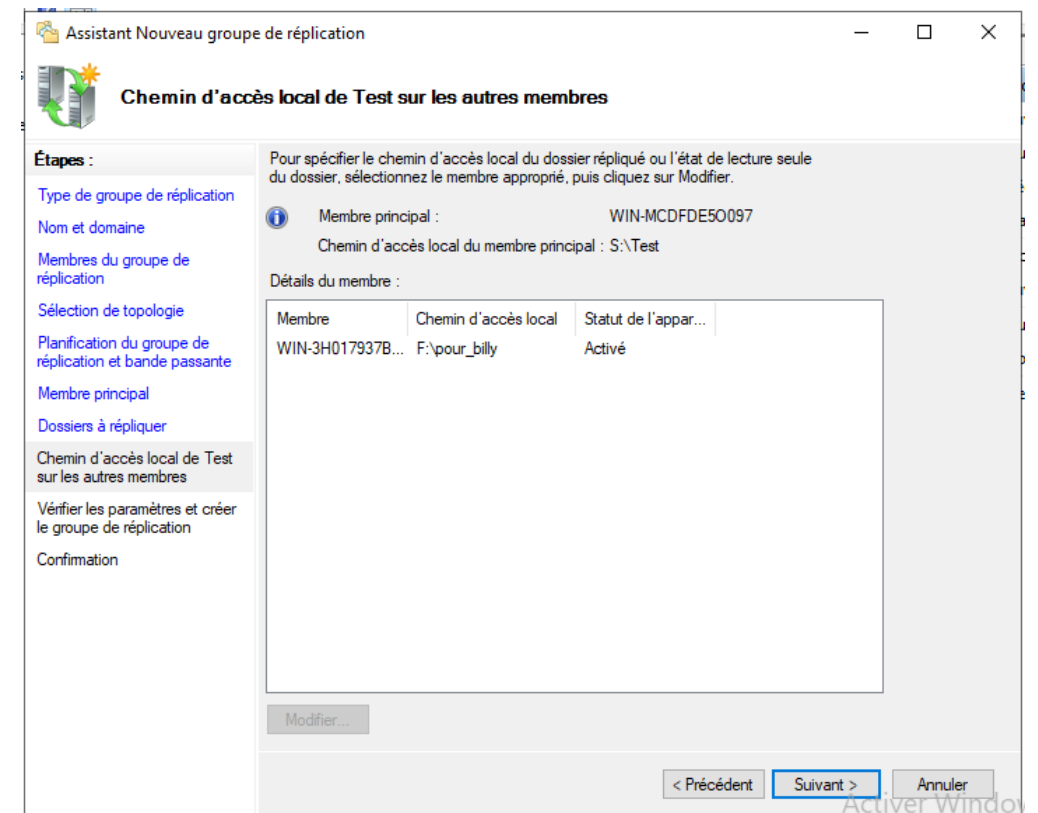 Assistant Nouveau groupe de réplication
Chemin d'accès local de Test sur les autres membres
Étapes :
Type de groupe de réplication
Nom et domaine
Membres du groupe de
réplication
Sélection de topologie
Planification du groupe de
réplication et bande passante
Membre principal
Dossiers à répliquer
Chemin d'accès local de Test
sur les autres membres
Vérifier les paramètres et créer
le groupe de réplication
Confirmation
Pour spécifier le chemin d'accès local du dossier répliqué ou l'état de lecture seule
du dossier, sélectionnez le membre approprié, puis cliquez sur Modifier.
Membre principal : WIN-MCDFDE5O097
Chemin d'accès local du membre principal : S:\Test
Détails du membre :
Membre Chemin d'accès local Statut de l'appar...
WIN-3H017937B... F:\pour_billy Activé
Modifier...
< Précédent Suivant > Annuler
Activer Window